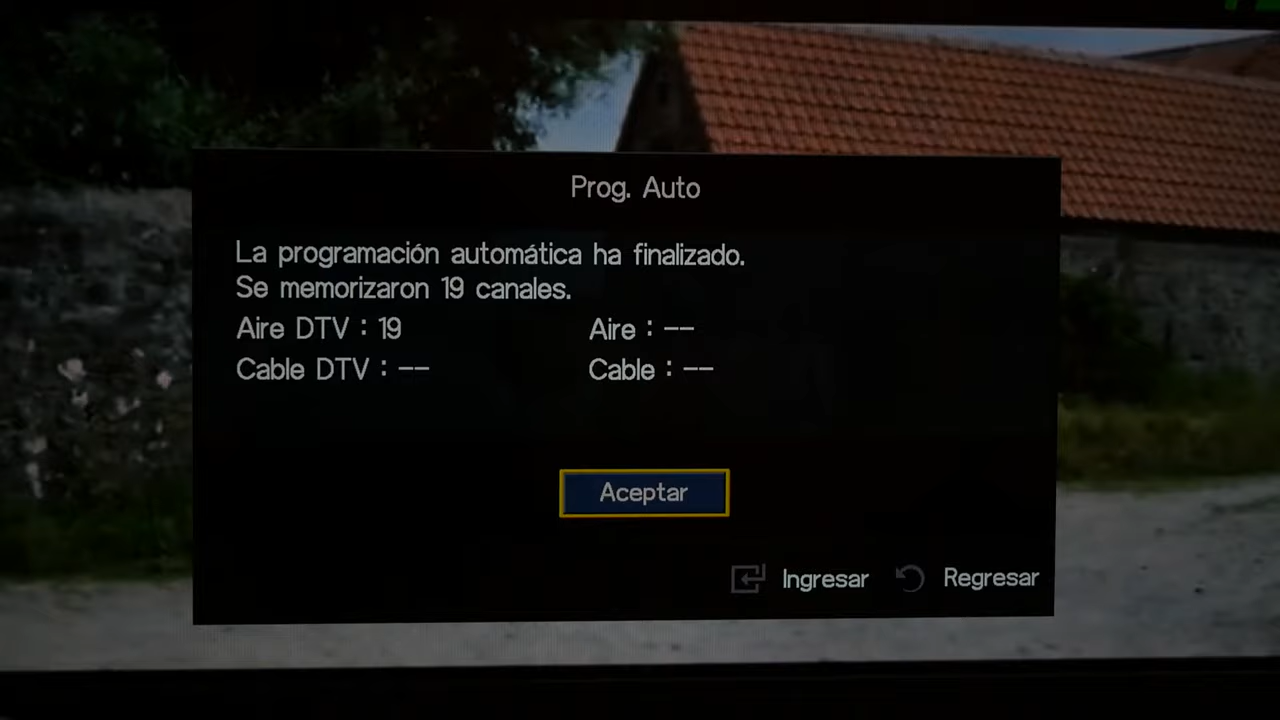 Prog. Auto
La programación automática ha finalizado.
Se memorizaron 19 canales.
Aire DTV : 19 Aire : --
Cable DTV : -- Cable : --
Aceptar
Ingresar Regresar